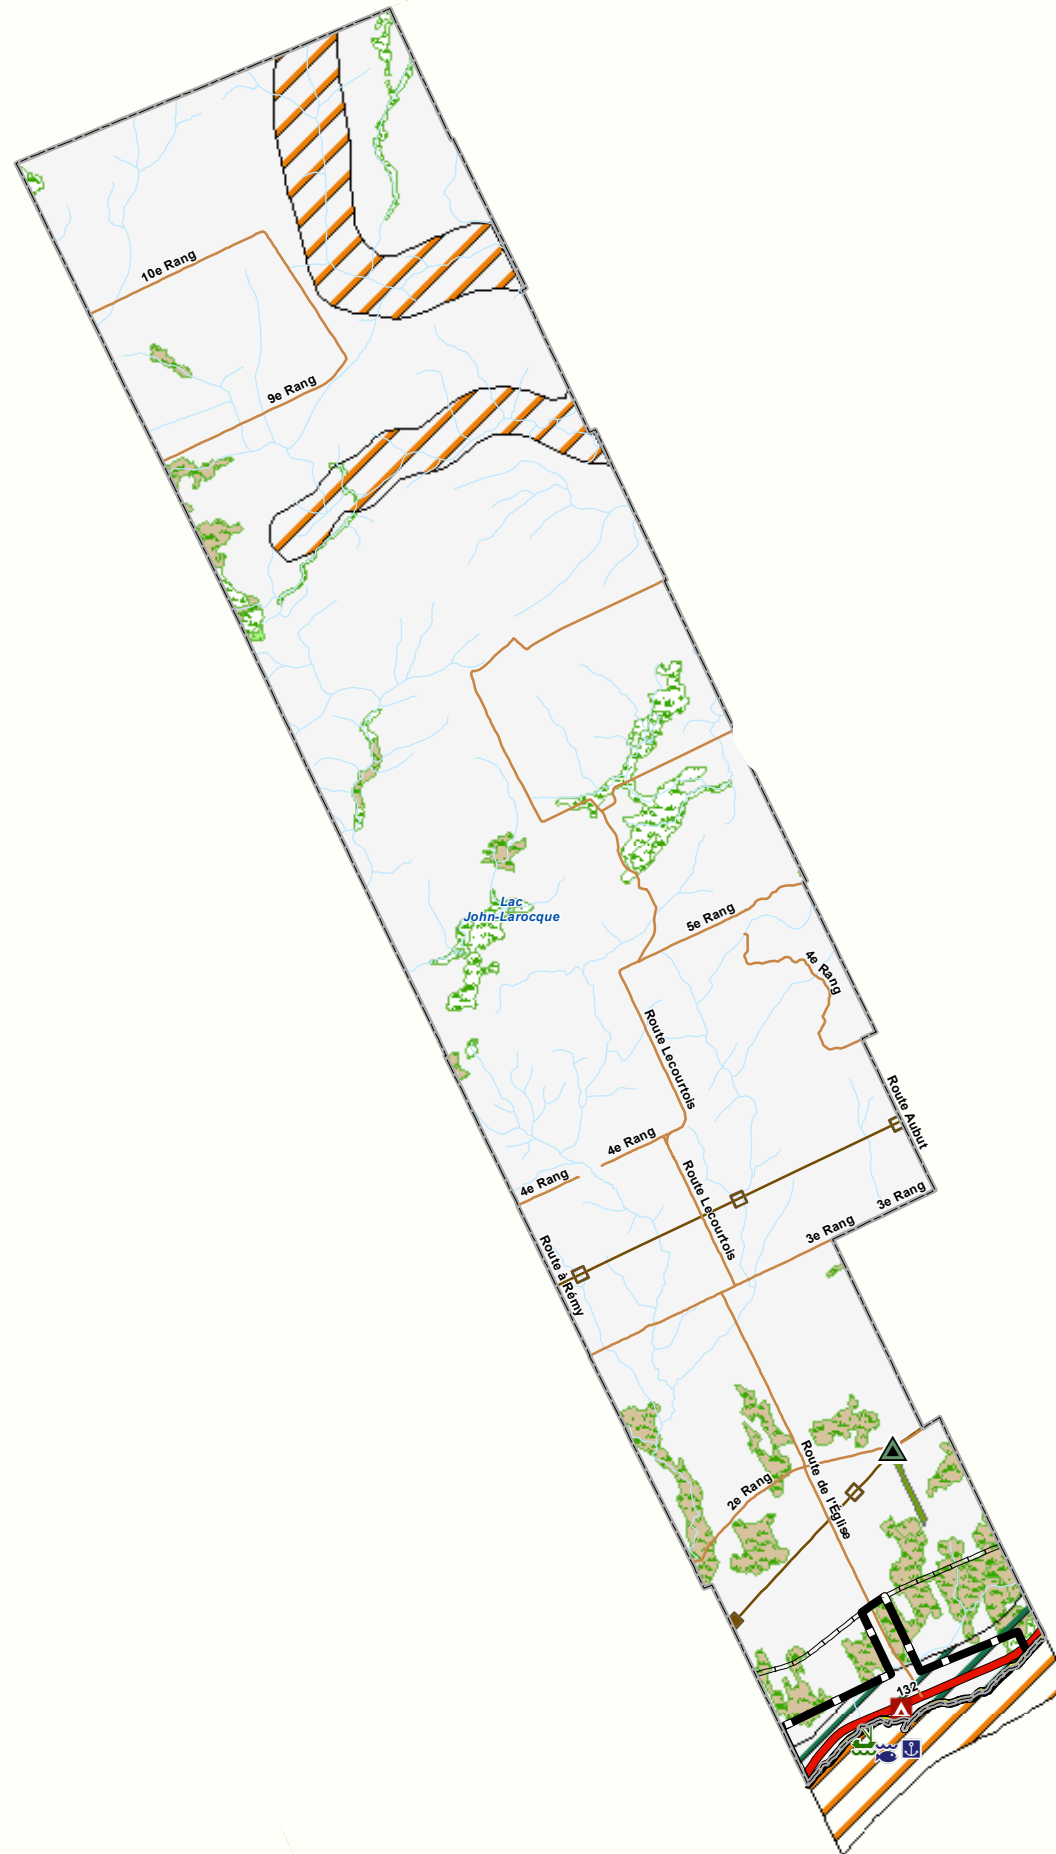 10e Rang
9e Rang
Lac
John-Larocque
5e Rang
4e Rang
Route Lecourtois
Route Aubut
4e Rang
4e Rang
Route Lecourtois
3e Rang
3e Rang
Route à Rémy
2e Rang
Route de l'Église
132